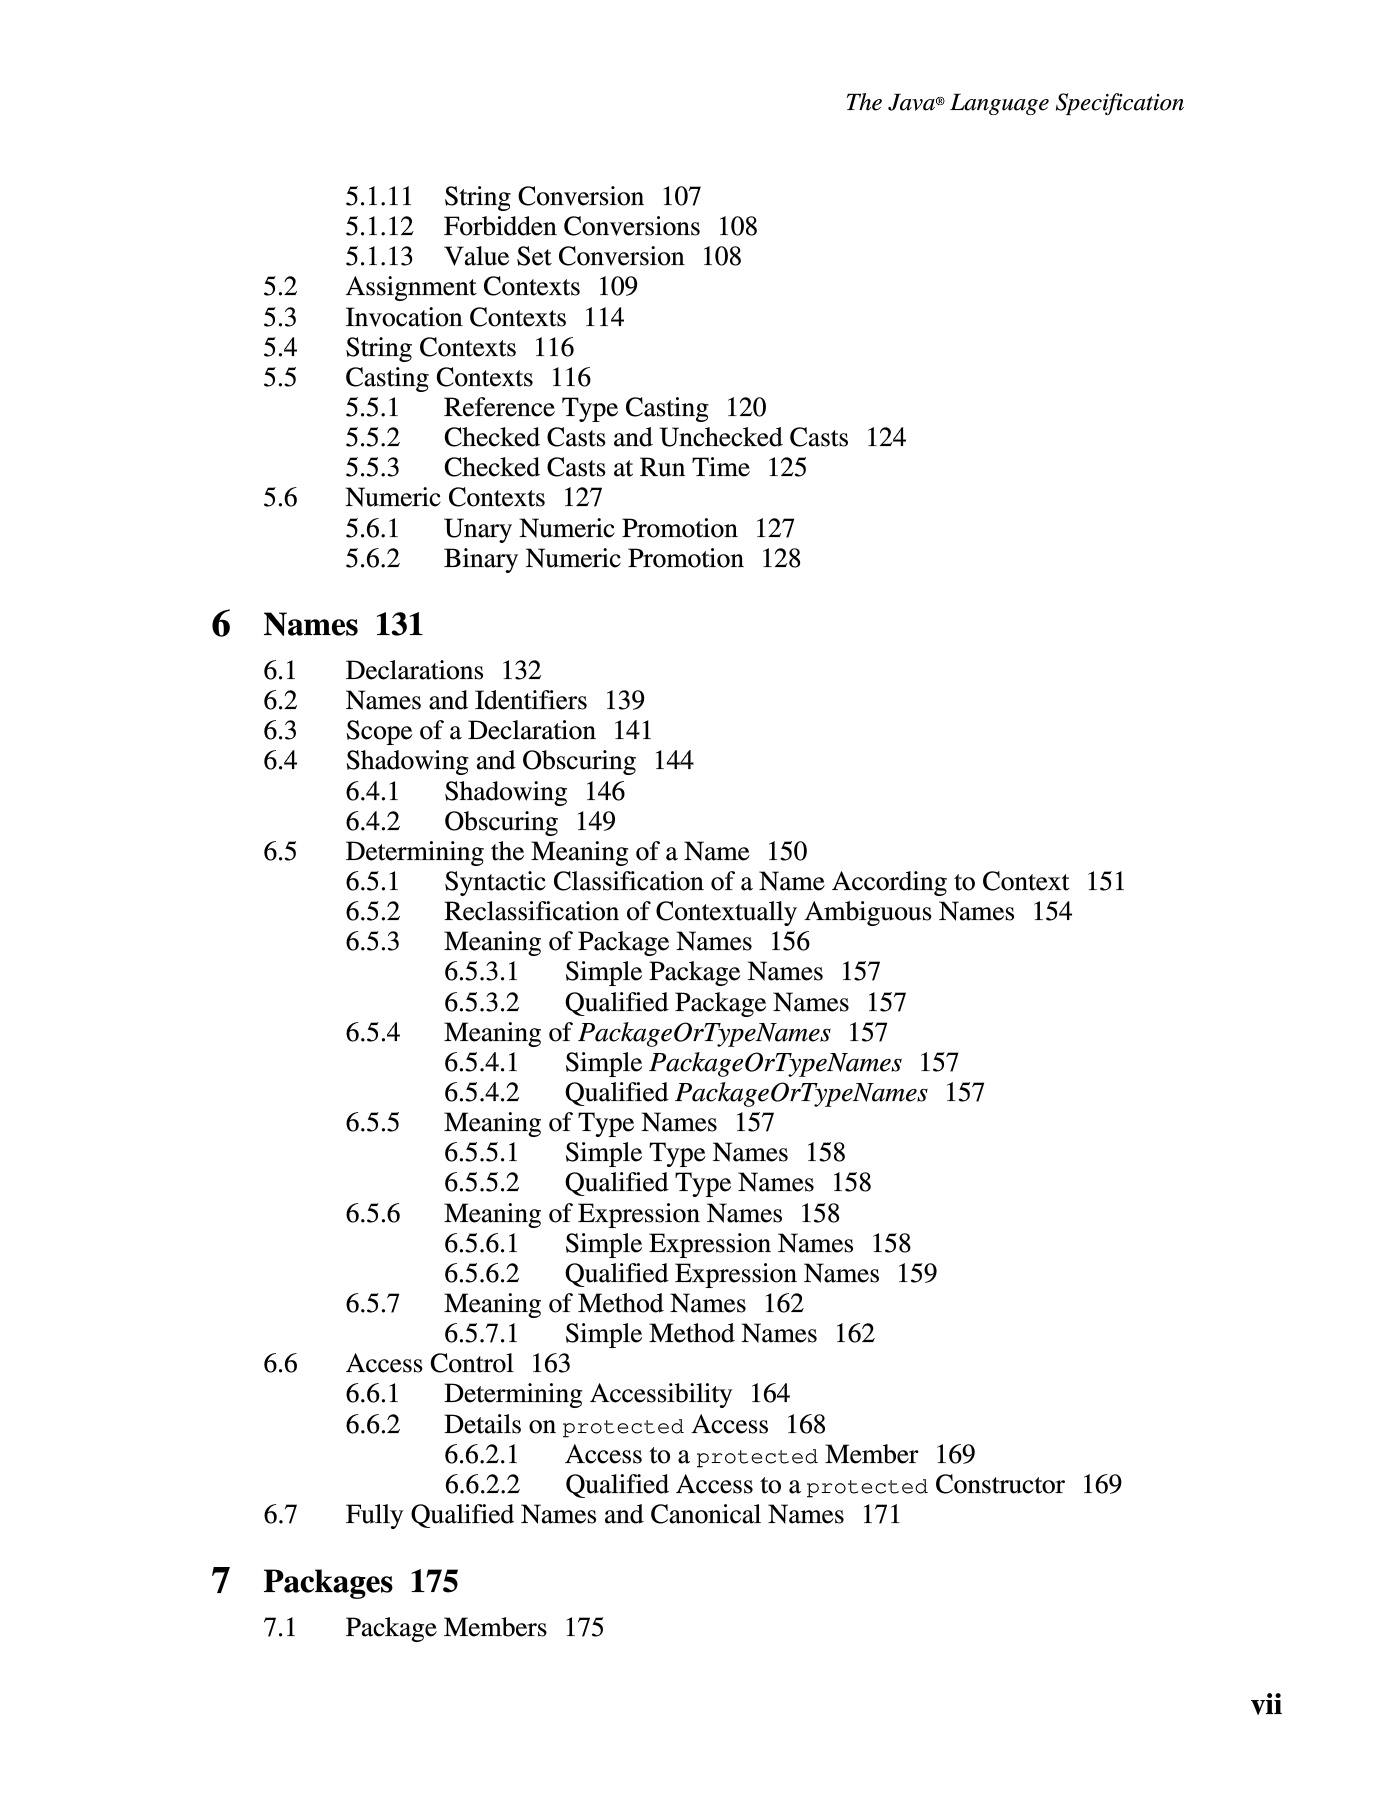 The Java® Language Specification
5.1.11 String Conversion 107
5.1.12 Forbidden Conversions 108
5.1.13 Value Set Conversion 108
5.2 Assignment Contexts 109
5.3 Invocation Contexts 114
5.4 String Contexts 116
5.5 Casting Contexts 116
5.5.1 Reference Type Casting 120
5.5.2 Checked Casts and Unchecked Casts 124
5.5.3 Checked Casts at Run Time 125
5.6 Numeric Contexts 127
5.6.1 Unary Numeric Promotion 127
5.6.2 Binary Numeric Promotion 128
6 Names 131
6.1 Declarations 132
6.2 Names and Identifiers 139
6.3 Scope of a Declaration 141
6.4 Shadowing and Obscuring 144
6.4.1 Shadowing 146
6.4.2 Obscuring 149
6.5 Determining the Meaning of a Name 150
6.5.1 Syntactic Classification of a Name According to Context 151
6.5.2 Reclassification of Contextually Ambiguous Names 154
6.5.3 Meaning of Package Names 156
6.5.3.1 Simple Package Names 157
6.5.3.2 Qualified Package Names 157
6.5.4 Meaning of PackageOrTypeNames 157
6.5.4.1 Simple PackageOrTypeNames 157
6.5.4.2 Qualified PackageOrTypeNames 157
6.5.5 Meaning of Type Names 157
6.5.5.1 Simple Type Names 158
6.5.5.2 Qualified Type Names 158
6.5.6 Meaning of Expression Names 158
6.5.6.1 Simple Expression Names 158
6.5.6.2 Qualified Expression Names 159
6.5.7 Meaning of Method Names 162
6.5.7.1 Simple Method Names 162
6.6 Access Control 163
6.6.1 Determining Accessibility 164
6.6.2 Details on protected Access 168
6.6.2.1 Access to a protected Member 169
6.6.2.2 Qualified Access to a protected Constructor 169
6.7 Fully Qualified Names and Canonical Names 171
7 Packages 175
7.1 Package Members 175
vii